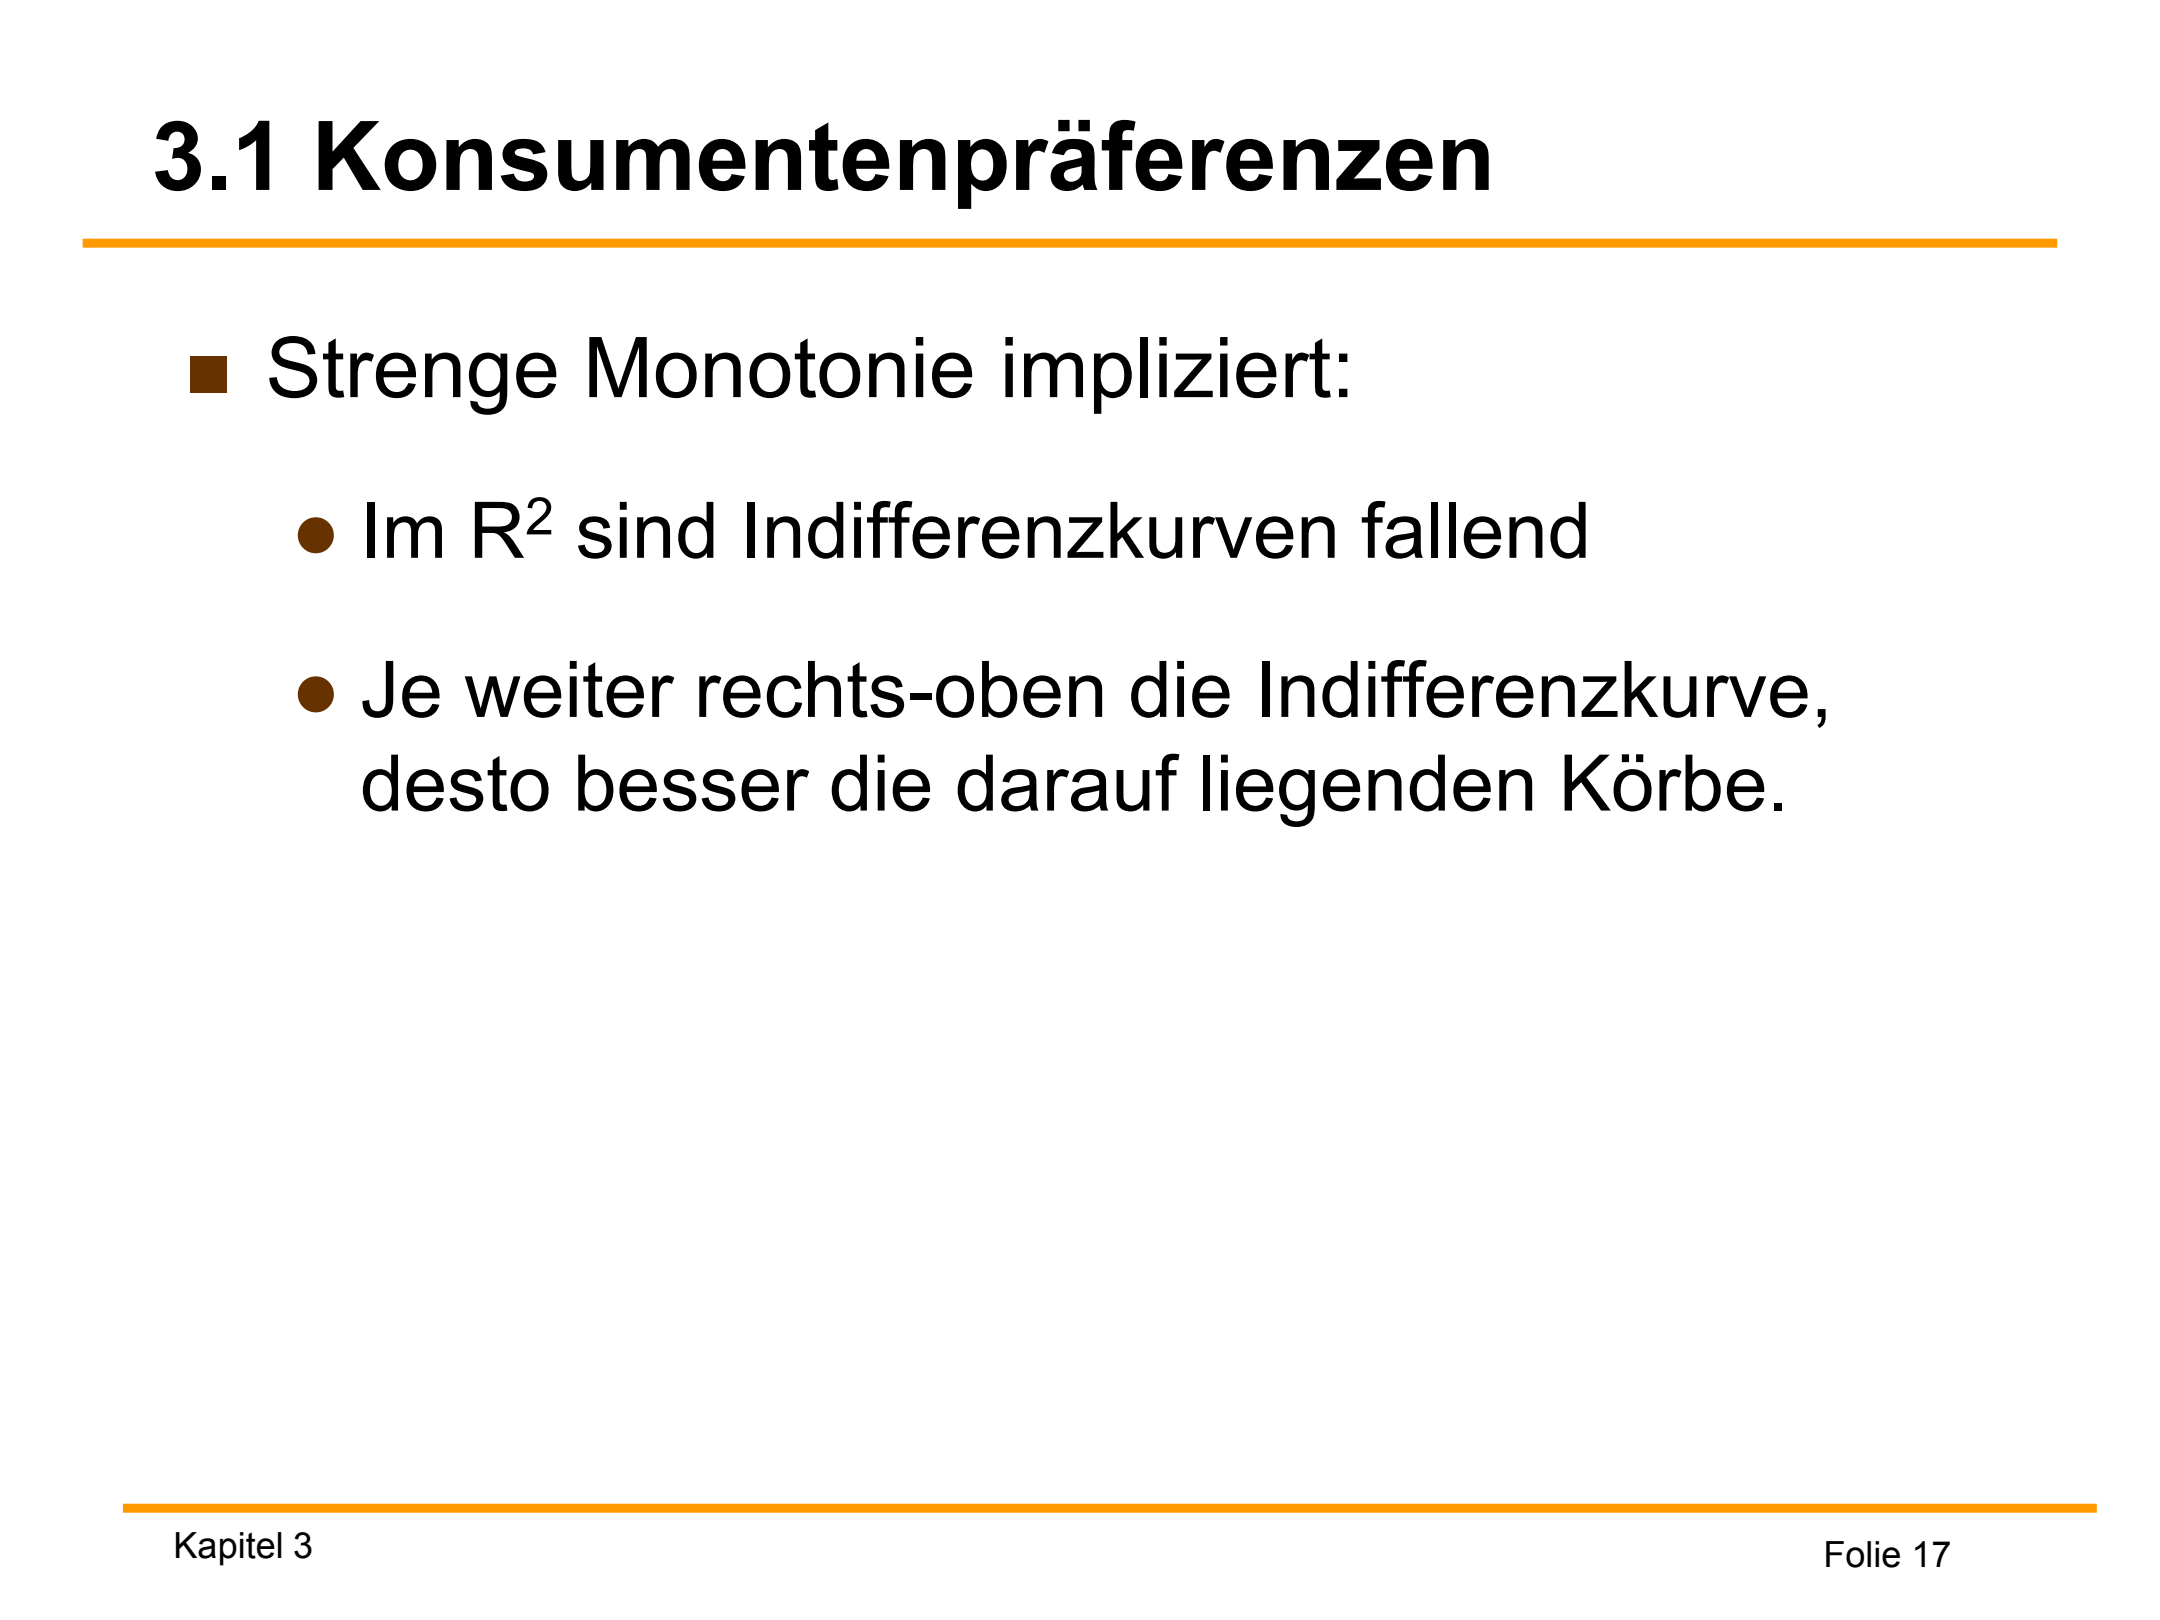 3.1 Konsumentenpräferenzen
Strenge Monotonie impliziert:
Im R² sind Indifferenzkurven fallend
Je weiter rechts-oben die Indifferenzkurve,
desto besser die darauf liegenden Körbe.
Kapitel 3
Folie 17